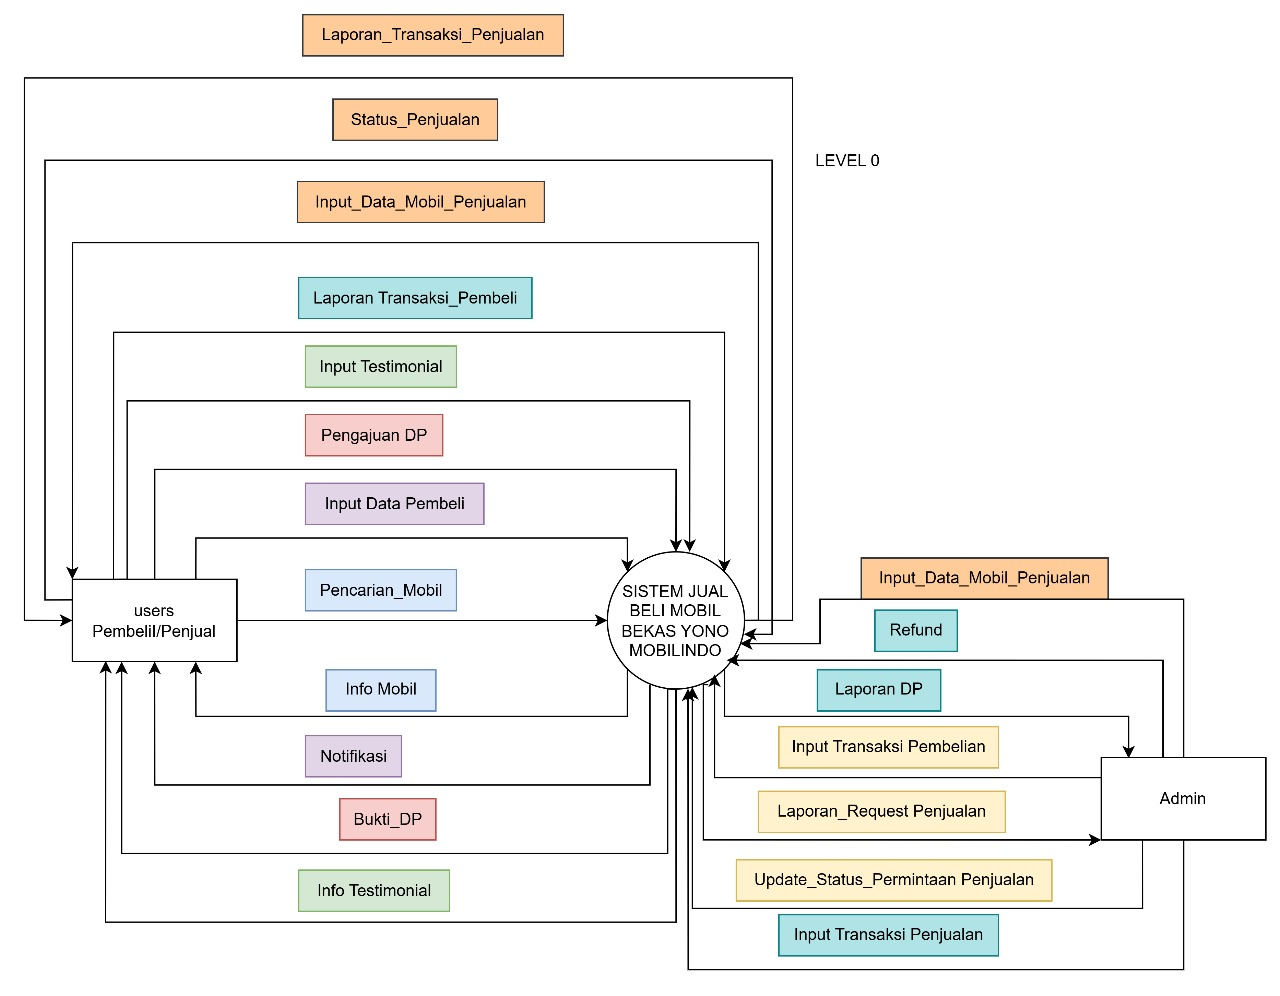 Laporan_Transaksi_Penjualan
Status_Penjualan
LEVEL 0
Input_Data_Mobil_Penjualan
Laporan Transaksi_Pembeli
Input Testimonial
Pengajuan DP
Input Data Pembeli
Pencarian_Mobil
users
Pembelil/Penjual
SISTEM JUAL
BELI MOBIL
BEKAS YONO
MOBILINDO
Input_Data_Mobil_Penjualan
Refund
Info Mobil
Laporan DP
Notifikasi
Input Transaksi Pembelian
Admin
Bukti_DP
Laporan_Request Penjualan
Info Testimonial
Update_Status_Permintaan Penjualan
Input Transaksi Penjualan